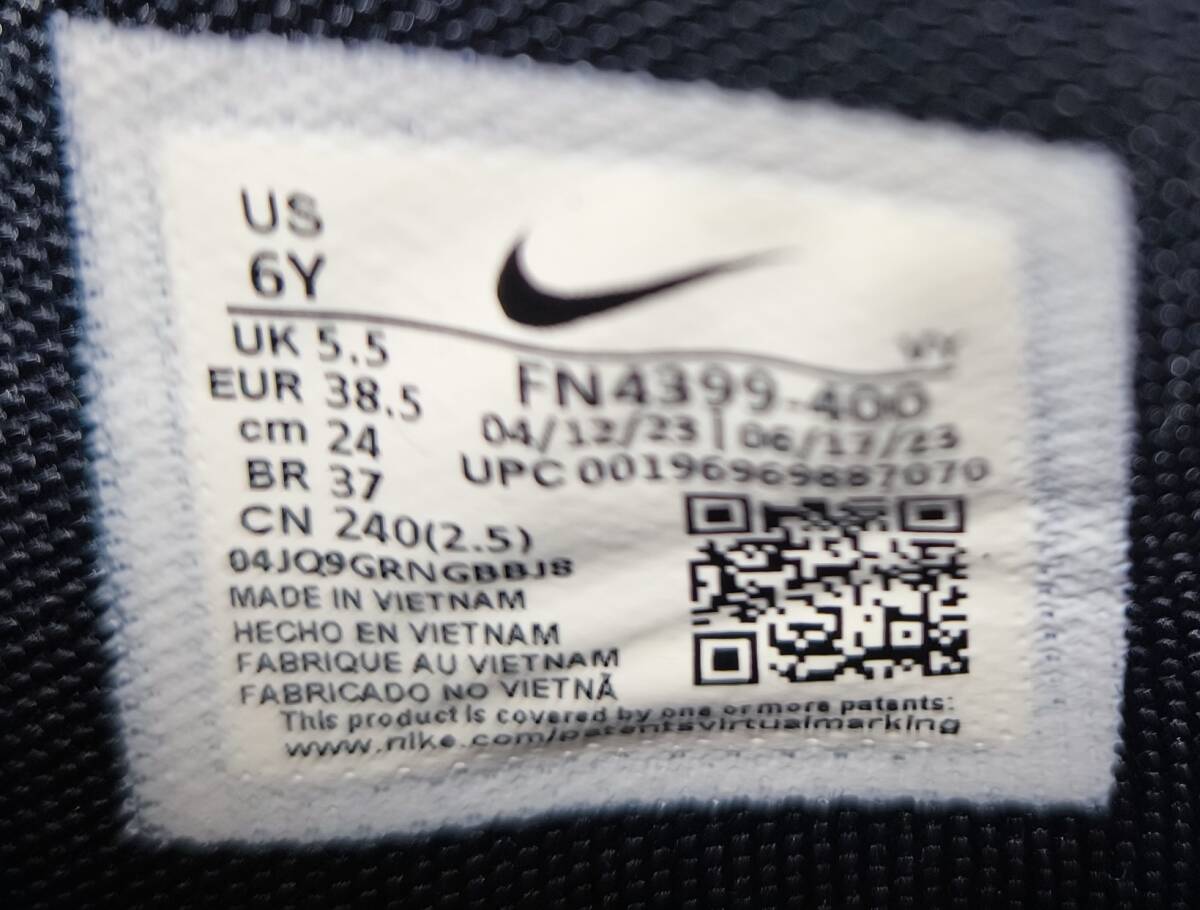 US
6Y
UK 5.5
EUR 38.5
cm 24
BR 37
CN 240(2.5)
FN4399-400
04/12/23 | 06/17/23
UPC 00196969887070
04JQ9GRNGBBJ8
MADE IN VIETNAM
HECHO EN VIETNAM
FABRIQUE AU VIETNAM
FABRICADO NO VIETNÃ
This product is covered by one or more patents:
www.nike.com/patentsvirtualmarking